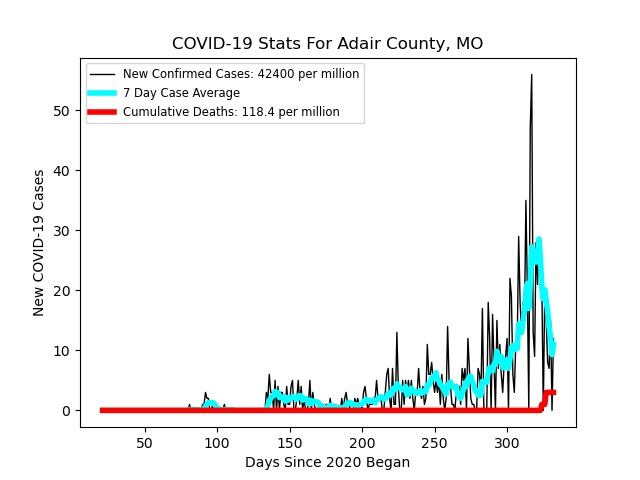 COVID-19 Stats For Adair County, MO
New Confirmed Cases: 42400 per million
7 Day Case Average
Cumulative Deaths: 118.4 per million
New COVID-19 Cases
50
40
30
20
10
0
50 100 150 200 250 300
Days Since 2020 Began